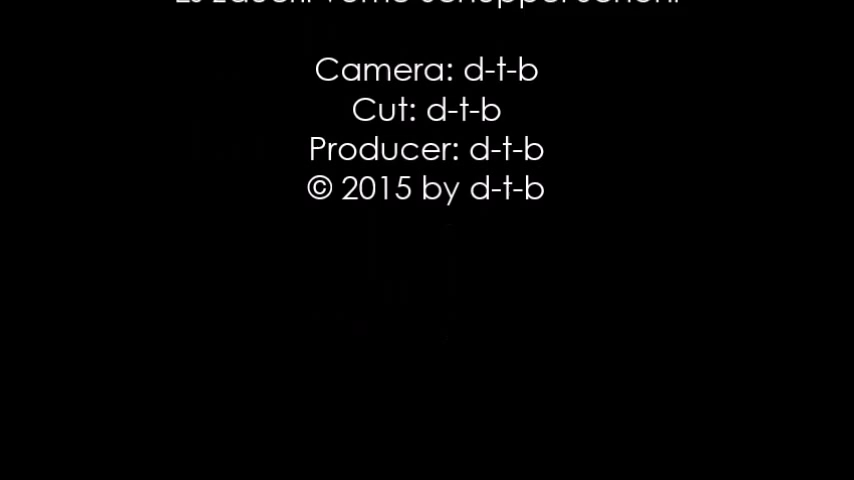 Camera: d-t-b
Cut: d-t-b
Producer: d-t-b
© 2015 by d-t-b